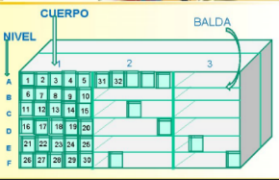 CUERPO
BALDA
NIVEL
1 2 3
A 1 2 3 4 5 31 32
B 6 7 8 9 10
C 11 12 13 14 15
D 16 17 18 19 20
E 21 22 23 24 25
F 26 27 28 29 30